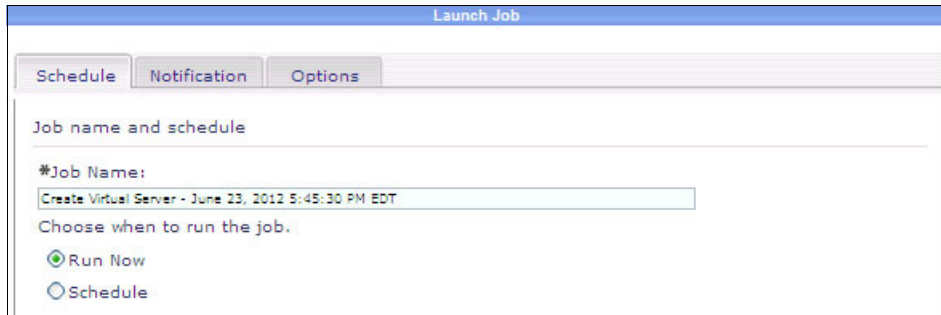 Launch Job
Schedule Notification Options
Job name and schedule
*Job Name:
Create Virtual Server - June 23, 2012 5:45:30 PM EDT
Choose when to run the job.
Run Now
Schedule